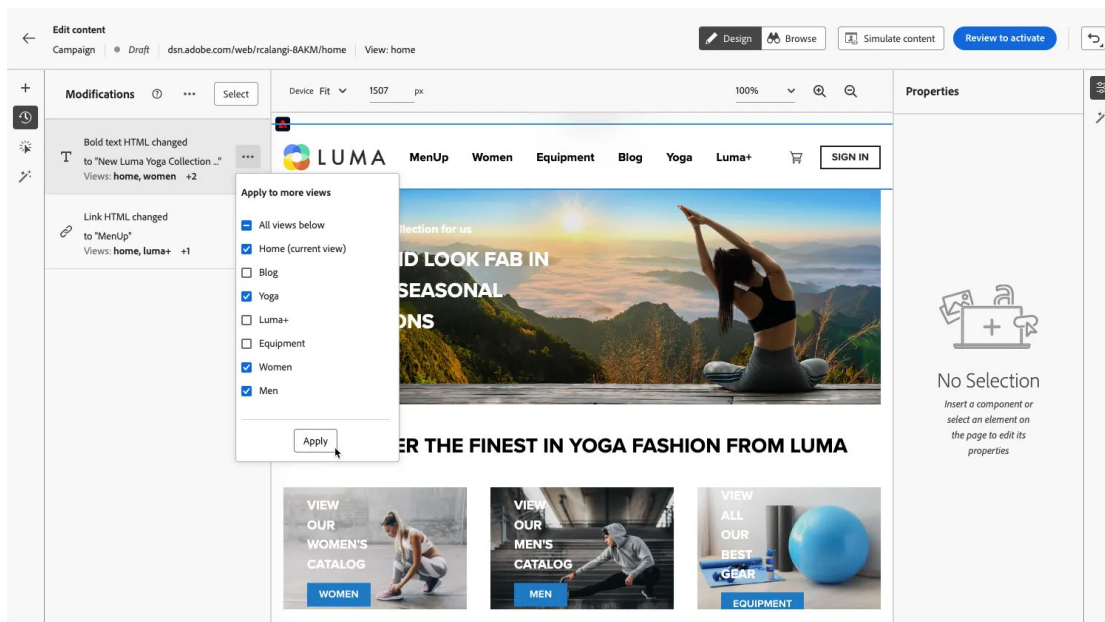 Edit content
Campaign Draft dsn.adobe.com/web/rcalangi-8AKM/home View: home
Design Browse Simulate content Review to activate
Modifications ··· Select
Device Fit 1507 px 100%
Properties
Bold text HTML changed
to "New Luma Yoga Collection .."
Views: home, women +2
Link HTML changed
to "MenUp"
Views: home, luma+ +1
Apply to more views
All views below
Home (current view)
Blog
Yoga
Luma+
Equipment
Women
Men
Apply
LUMA MenUp Women Equipment Blog Yoga Luma+ SIGN IN
llection for us
ID LOOK FAB IN
SEASONAL
ONS
ER THE FINEST IN YOGA FASHION FROM LUMA
VIEW
OUR
WOMEN'S
CATALOG
WOMEN
VIEW
OUR
MEN'S
CATALOG
MEN
VIEW
ALL
OUR
BEST
GEAR
EQUIPMENT
No Selection
Insert a component or
select an element on
the page to edit its
properties